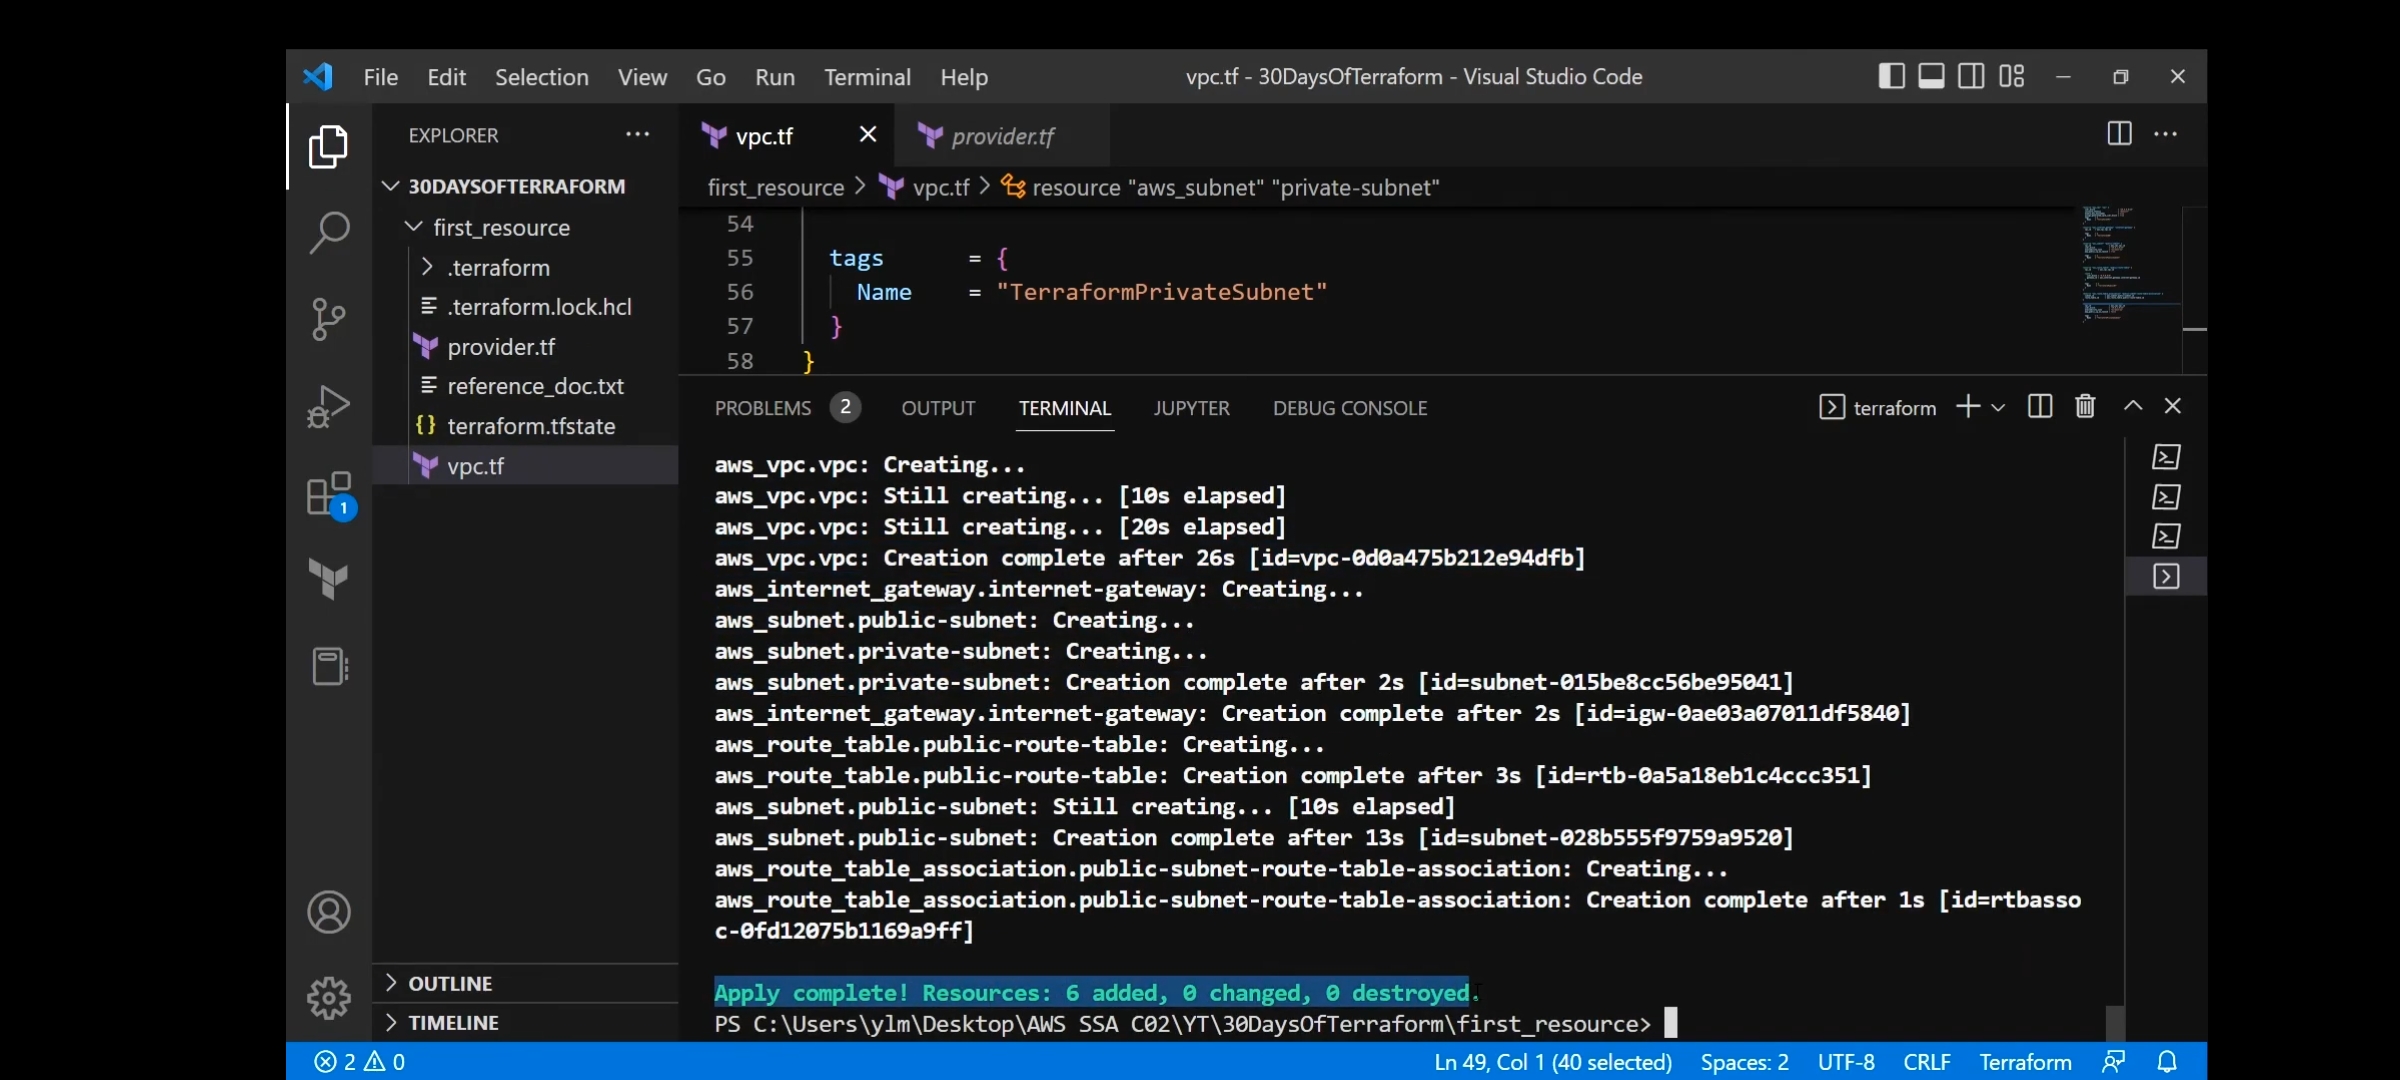 File Edit Selection View Go Run Terminal Help
vpc.tf - 30DaysOfTerraform - Visual Studio Code
EXPLORER
30DAYSOFTERRAFORM
first_resource
.terraform
.terraform.lock.hcl
provider.tf
reference_doc.txt
terraform.tfstate
vpc.tf
OUTLINE
TIMELINE
1
vpc.tf
provider.tf
first_resource > vpc.tf > resource "aws_subnet" "private-subnet"
54
55 tags = {
56 Name = "TerraformPrivateSubnet"
57 }
58 }
PROBLEMS 2 OUTPUT TERMINAL JUPYTER DEBUG CONSOLE
terraform
aws_vpc.vpc: Creating...
aws_vpc.vpc: Still creating... [10s elapsed]
aws_vpc.vpc: Still creating... [20s elapsed]
aws_vpc.vpc: Creation complete after 26s [id=vpc-0d0a475b212e94dfb]
aws_internet_gateway.internet-gateway: Creating...
aws_subnet.public-subnet: Creating...
aws_subnet.private-subnet: Creating...
aws_subnet.private-subnet: Creation complete after 2s [id=subnet-015be8cc56be95041]
aws_internet_gateway.internet-gateway: Creation complete after 2s [id=igw-0ae03a07011df5840]
aws_route_table.public-route-table: Creating...
aws_route_table.public-route-table: Creation complete after 3s [id=rtb-0a5a18eb1c4ccc351]
aws_subnet.public-subnet: Still creating... [10s elapsed]
aws_subnet.public-subnet: Creation complete after 13s [id=subnet-028b555f9759a9520]
aws_route_table_association.public-subnet-route-table-association: Creating...
aws_route_table_association.public-subnet-route-table-association: Creation complete after 1s [id=rtbasso
c-0fd12075b1169a9ff]
Apply complete! Resources: 6 added, 0 changed, 0 destroyed.
PS C:\Users\ylm\Desktop\AWS SSA C02\YT\30DaysOfTerraform\first_resource>
2 0
Ln 49, Col 1 (40 selected) Spaces: 2 UTF-8 CRLF Terraform